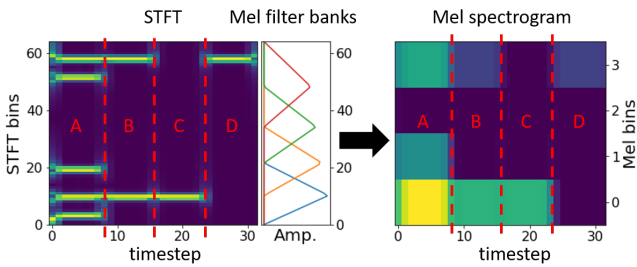 STFT
Mel filter banks
Mel spectrogram
STFT bins
60
40
20
0
A
B
C
D
0
10
20
30
timestep
60
40
20
0
Amp.
A
B
C
D
3
2
1
0
Mel bins
0
10
20
30
timestep